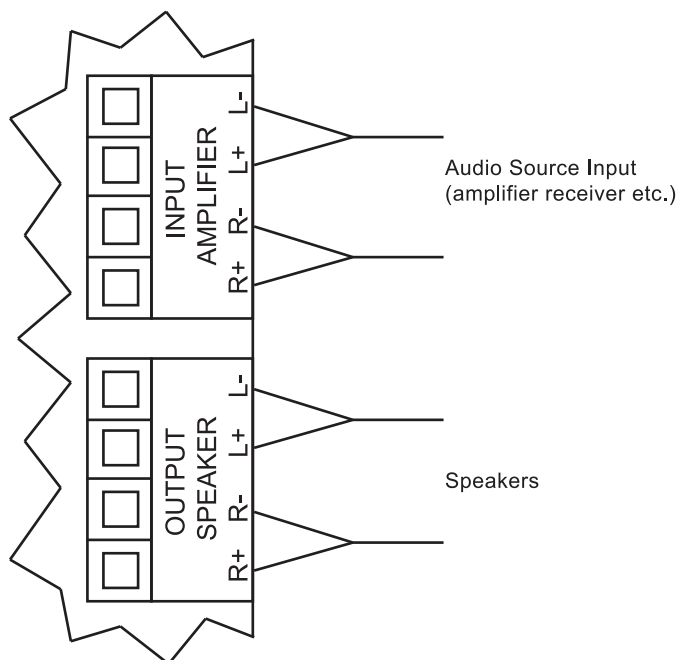 INPUT
AMPLIFIER
L-
L+
R-
R+
Audio Source Input
(amplifier receiver etc.)
OUTPUT
SPEAKER
L-
L+
R-
R+
Speakers